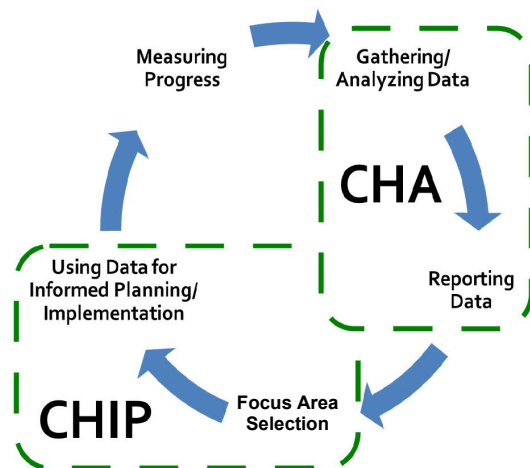 Measuring
Progress
Gathering/
Analyzing Data
CHA
Reporting
Data
Focus Area
Selection
CHIP
Using Data for
Informed Planning/
Implementation